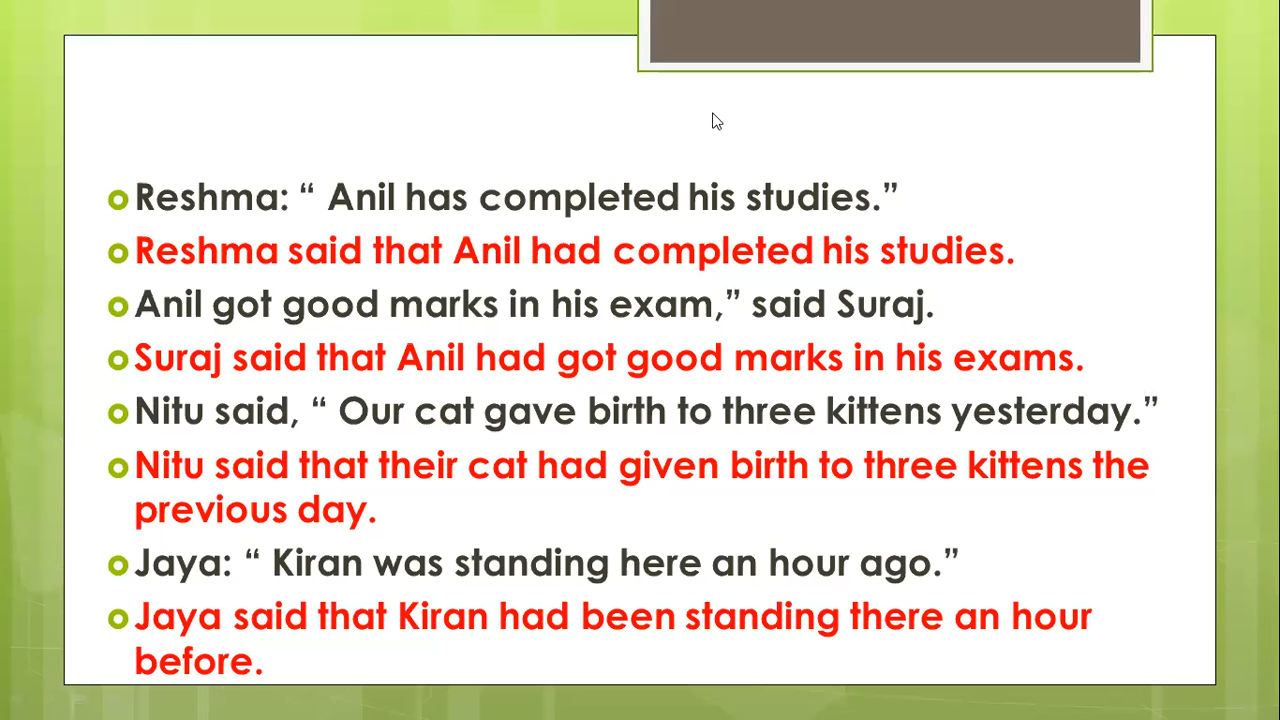 Reshma: “ Anil has completed his studies.”
Reshma said that Anil had completed his studies.
Anil got good marks in his exam,” said Suraj.
Suraj said that Anil had got good marks in his exams.
Nitu said, “ Our cat gave birth to three kittens yesterday.”
Nitu said that their cat had given birth to three kittens the
previous day.
Jaya: “ Kiran was standing here an hour ago.”
Jaya said that Kiran had been standing there an hour
before.